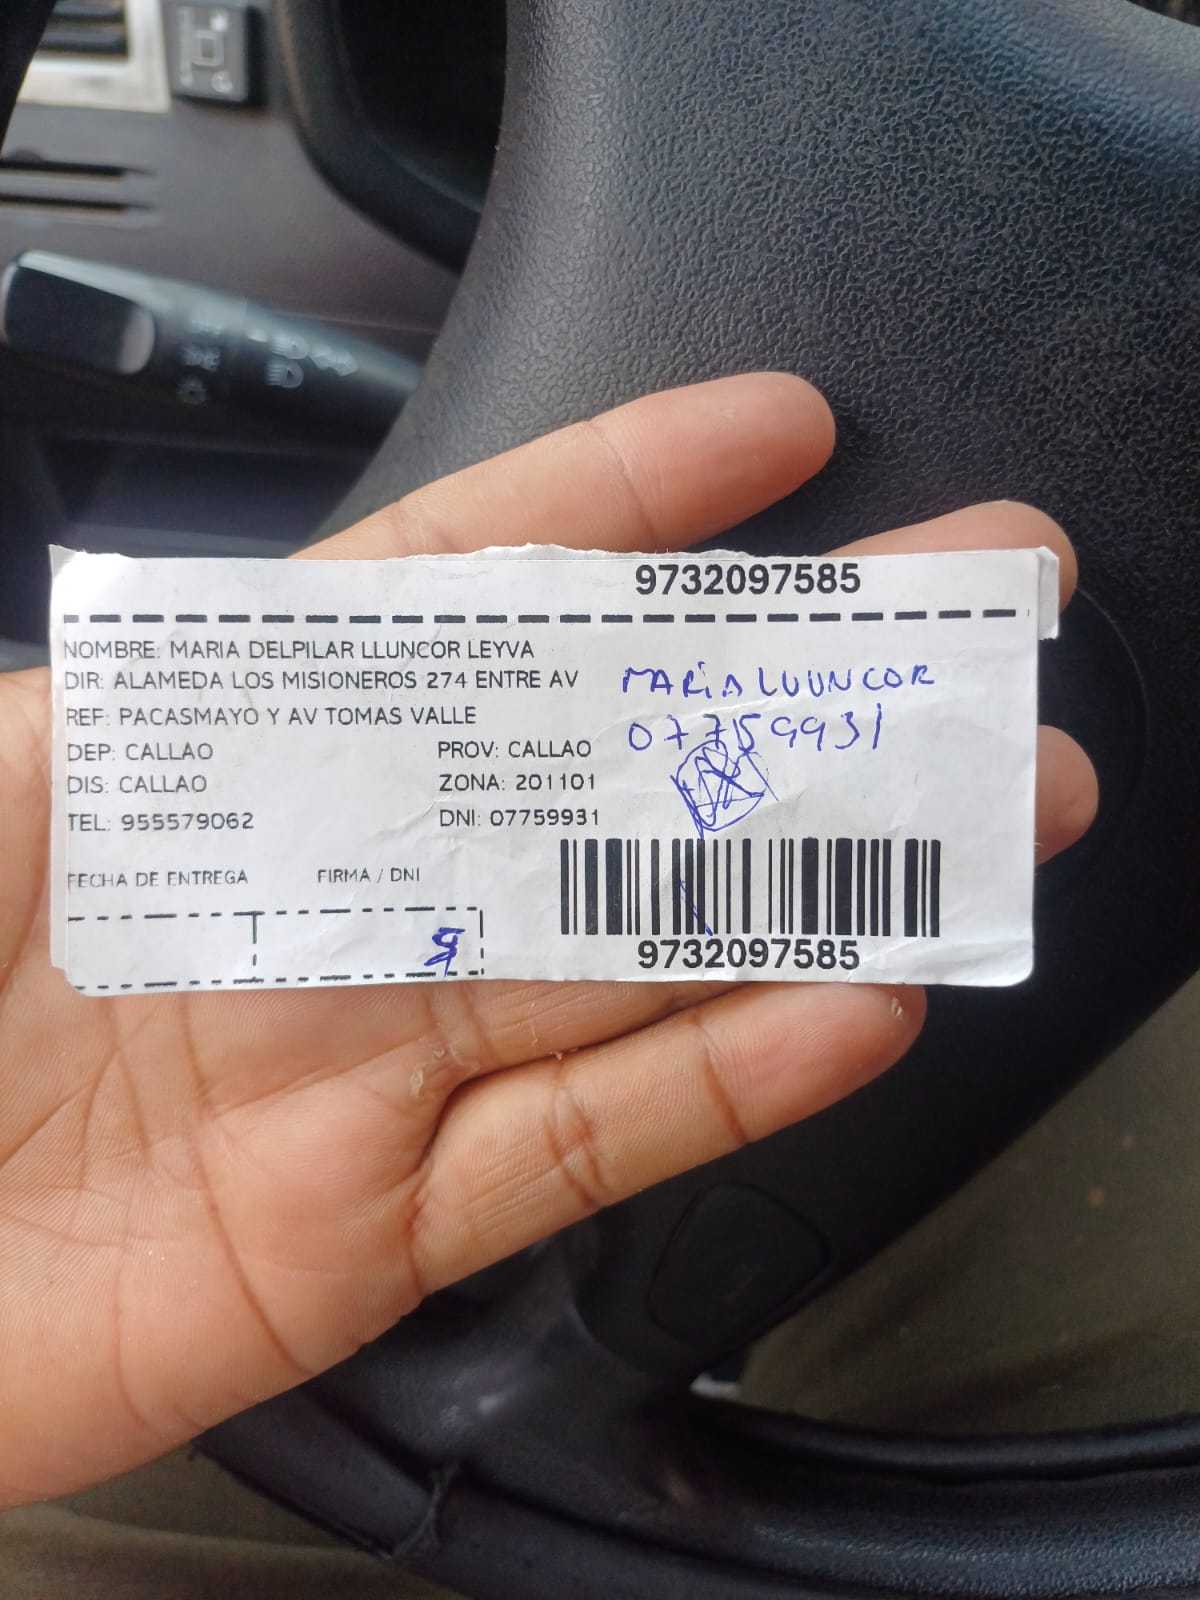 9732097585
NOMBRE: MARIA DELPILAR LLUNCOR LEYVA
DIR: ALAMEDA LOS MISIONEROS 274 ENTRE AV
REF: PACASMAYO Y AV TOMAS VALLE
DEP: CALLAO PROV: CALLAO
DIS: CALLAO ZONA: 201101
TEL: 955579062 DNI: 07759931
MARIA LLUNCOR
07759931
FECHA DE ENTREGA FIRMA / DNI
9732097585